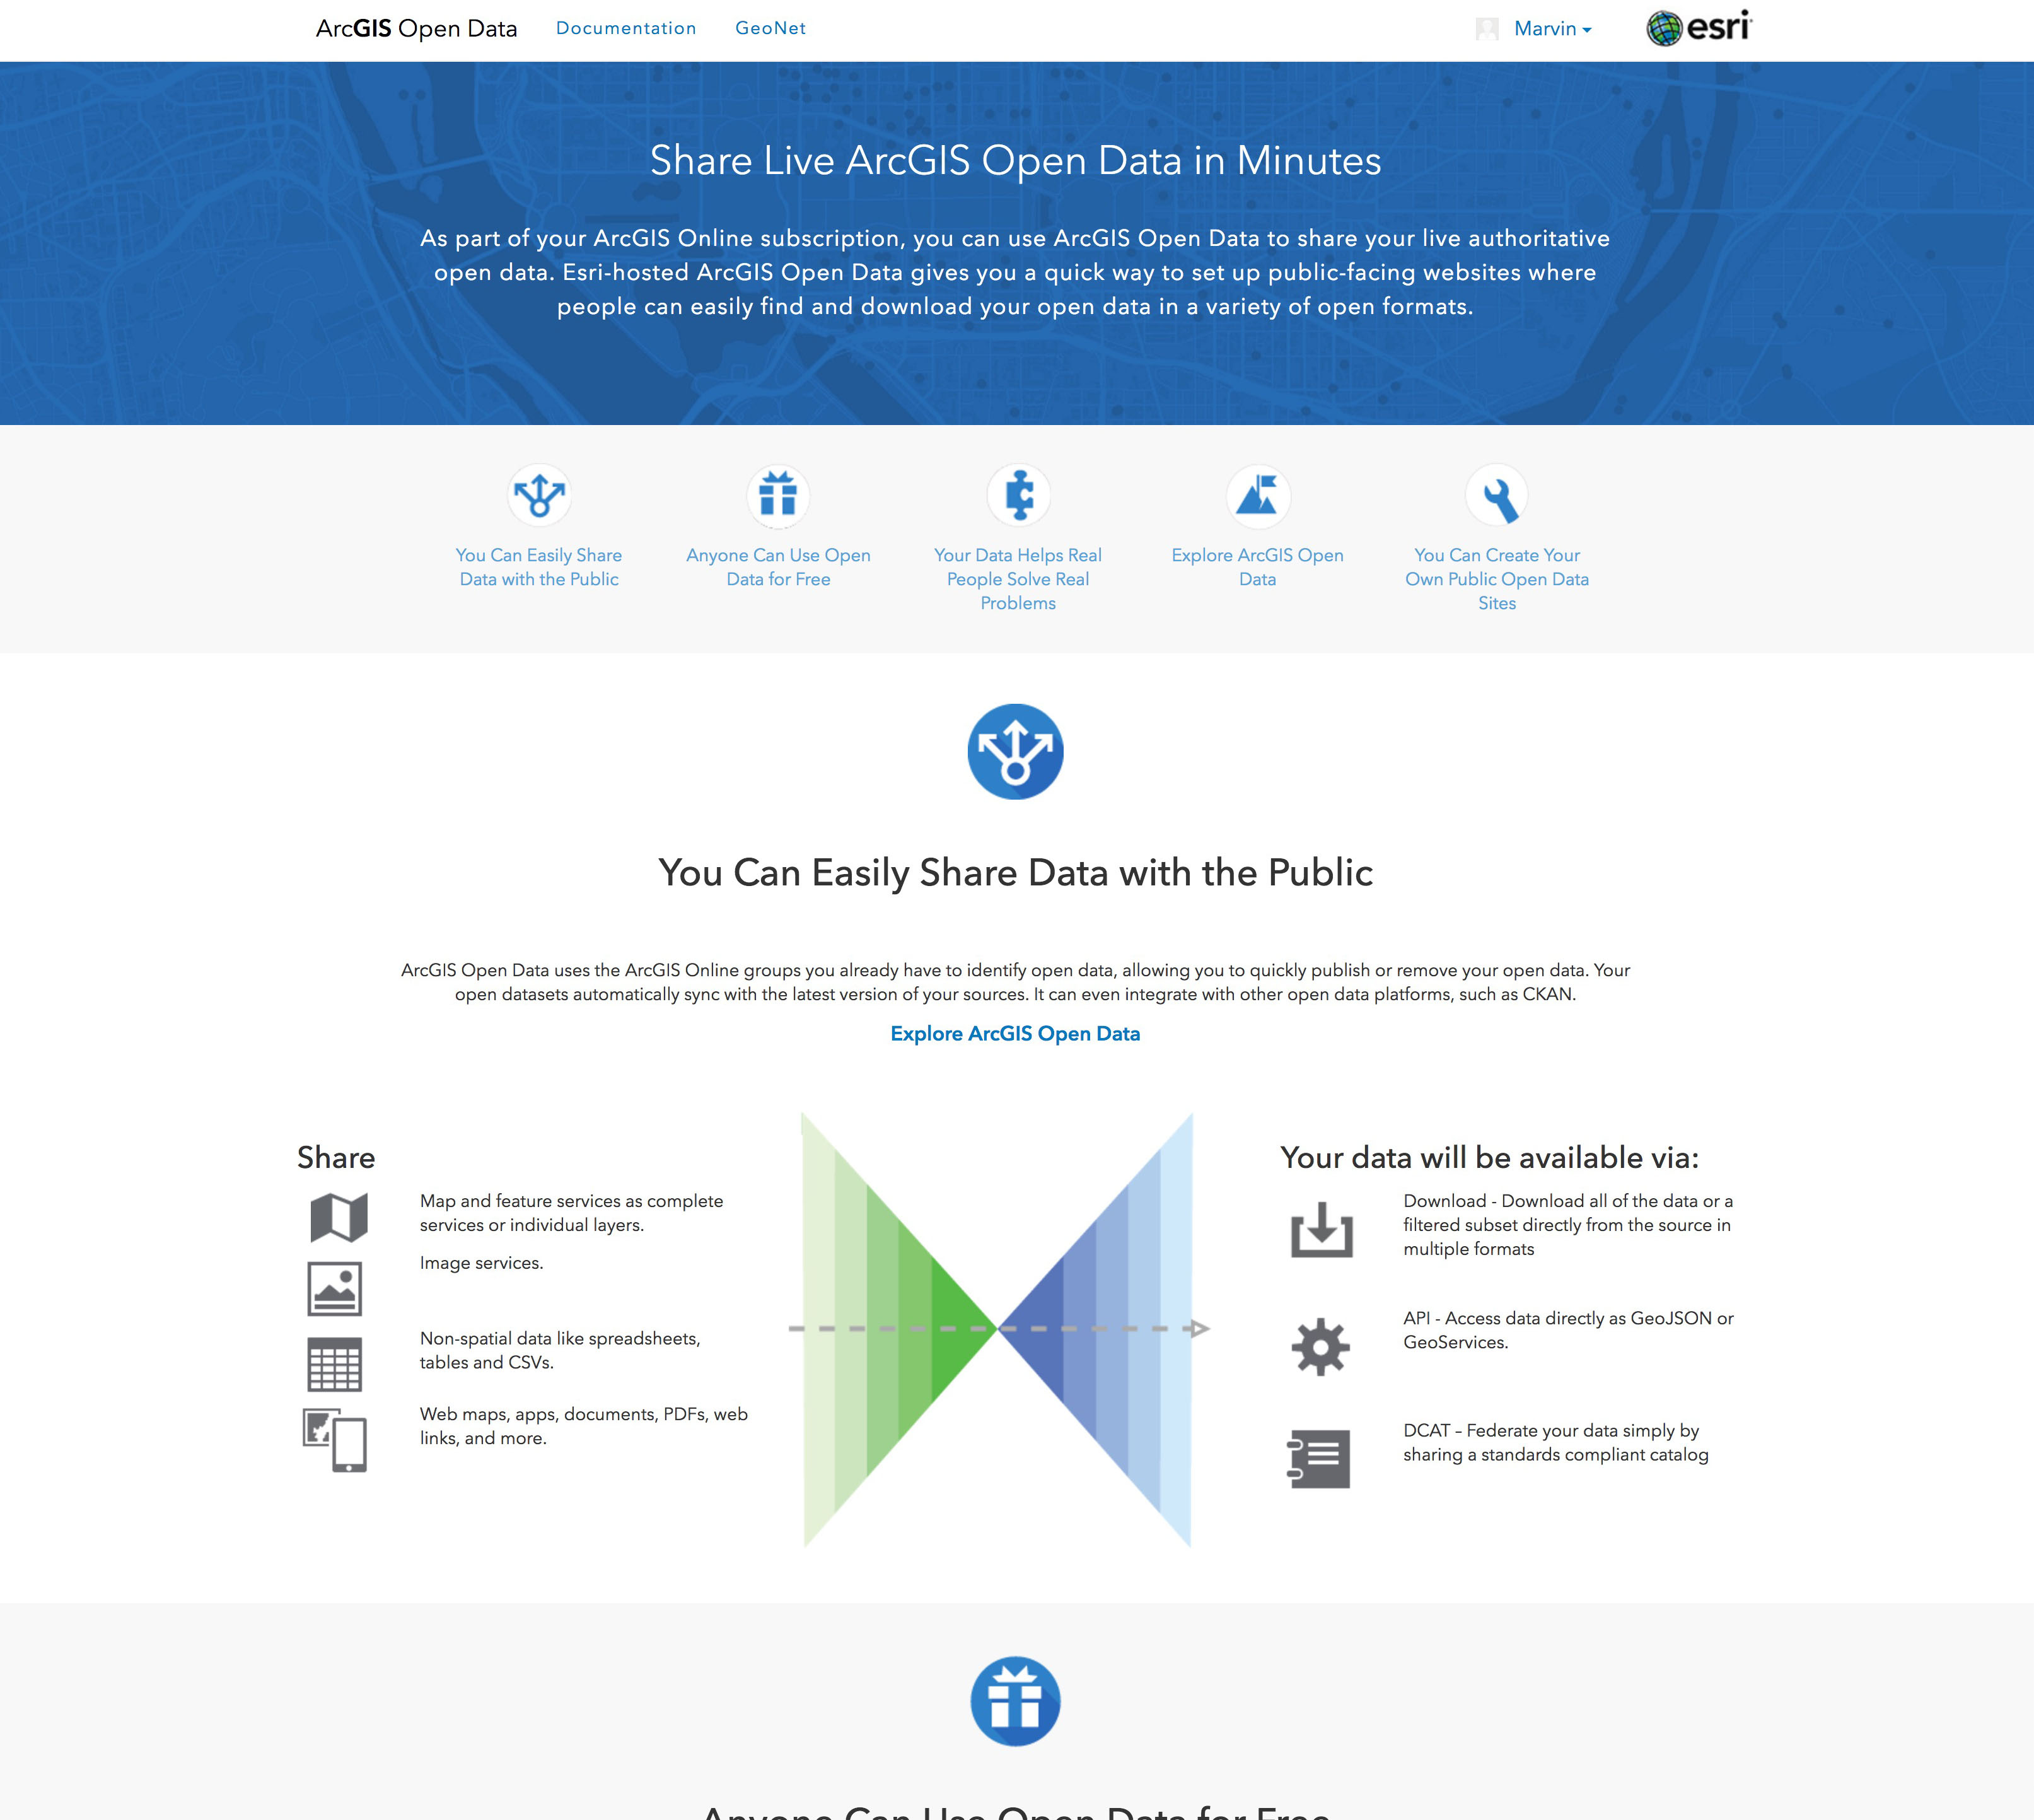 ArcGIS Open Data
Documentation
GeoNet
Marvin
esri
Share Live ArcGIS Open Data in Minutes
As part of your ArcGIS Online subscription, you can use ArcGIS Open Data to share your live authoritative
open data. Esri-hosted ArcGIS Open Data gives you a quick way to set up public-facing websites where
people can easily find and download your open data in a variety of open formats.
You Can Easily Share
Data with the Public
Anyone Can Use Open
Data for Free
Your Data Helps Real
People Solve Real
Problems
Explore ArcGIS Open
Data
You Can Create Your
Own Public Open Data
Sites
You Can Easily Share Data with the Public
ArcGIS Open Data uses the ArcGIS Online groups you already have to identify open data, allowing you to quickly publish or remove your open data. Your
open datasets automatically sync with the latest version of your sources. It can even integrate with other open data platforms, such as CKAN.
Explore ArcGIS Open Data
Share
Map and feature services as complete
services or individual layers.
Image services.
Non-spatial data like spreadsheets,
tables and CSVs.
Web maps, apps, documents, PDFs, web
links, and more.
Your data will be available via:
Download - Download all of the data or a
filtered subset directly from the source in
multiple formats
API - Access data directly as GeoJSON or
GeoServices.
DCAT – Federate your data simply by
sharing a standards compliant catalog
Anyone Can Use Open Data for Free